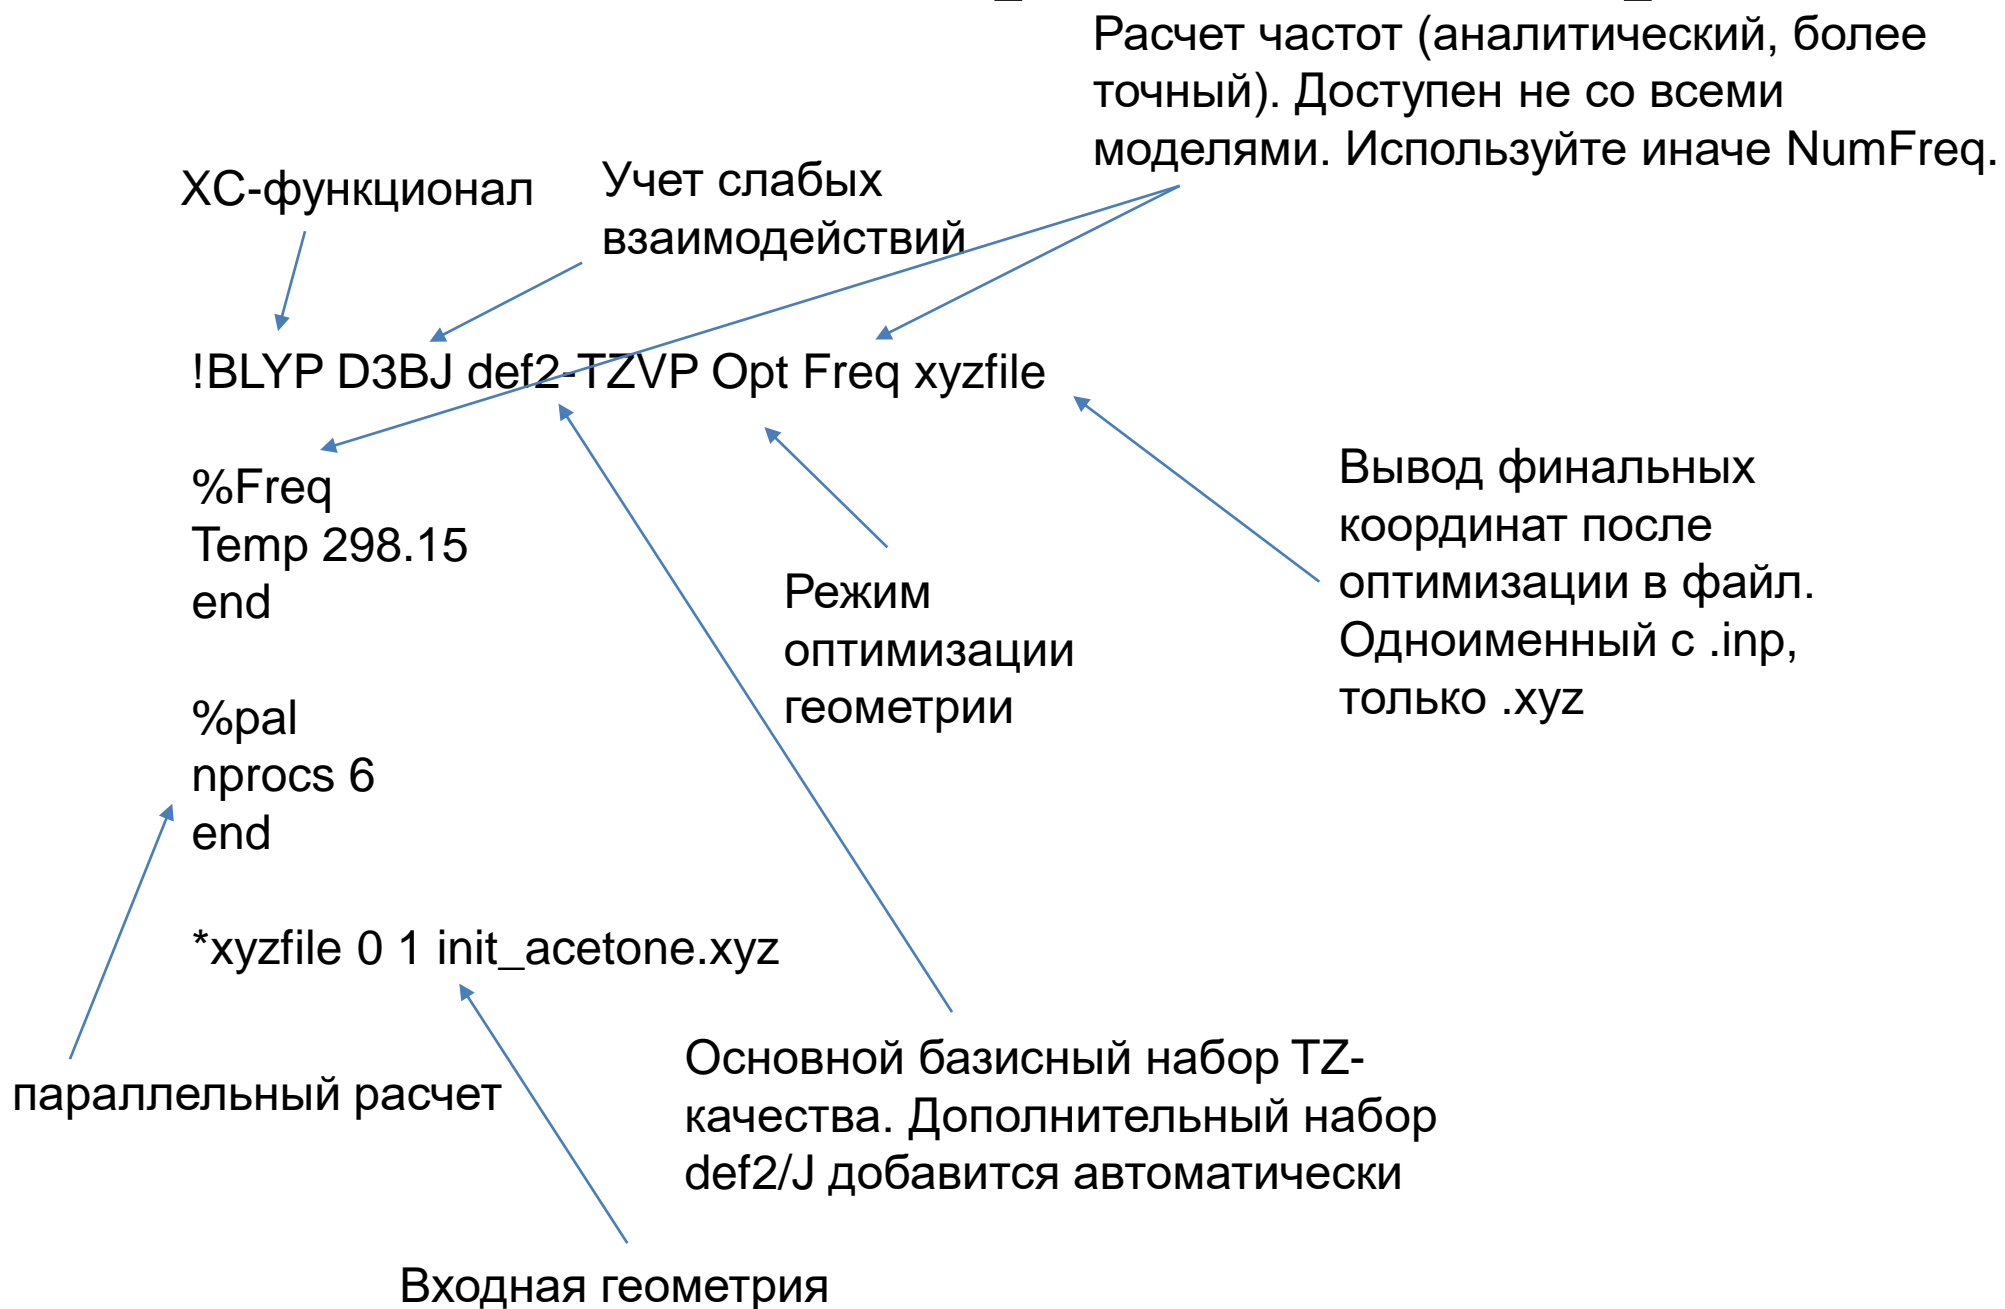 Расчет частот (аналитический, более
точный). Доступен не со всеми
моделями. Используйте иначе NumFreq.
XC-функционал
Учет слабых
взаимодействий
!BLYP D3BJ def2-TZVP Opt Freq xyzfile
%Freq
Temp 298.15
end
%pal
nprocs 6
end
*xyzfile 0 1 init_acetone.xyz
Режим
оптимизации
геометрии
Вывод финальных
координат после
оптимизации в файл.
Одноименный с .inp,
только .xyz
параллельный расчет
Основной базисный набор TZ-
качества. Дополнительный набор
def2/J добавится автоматически
Входная геометрия